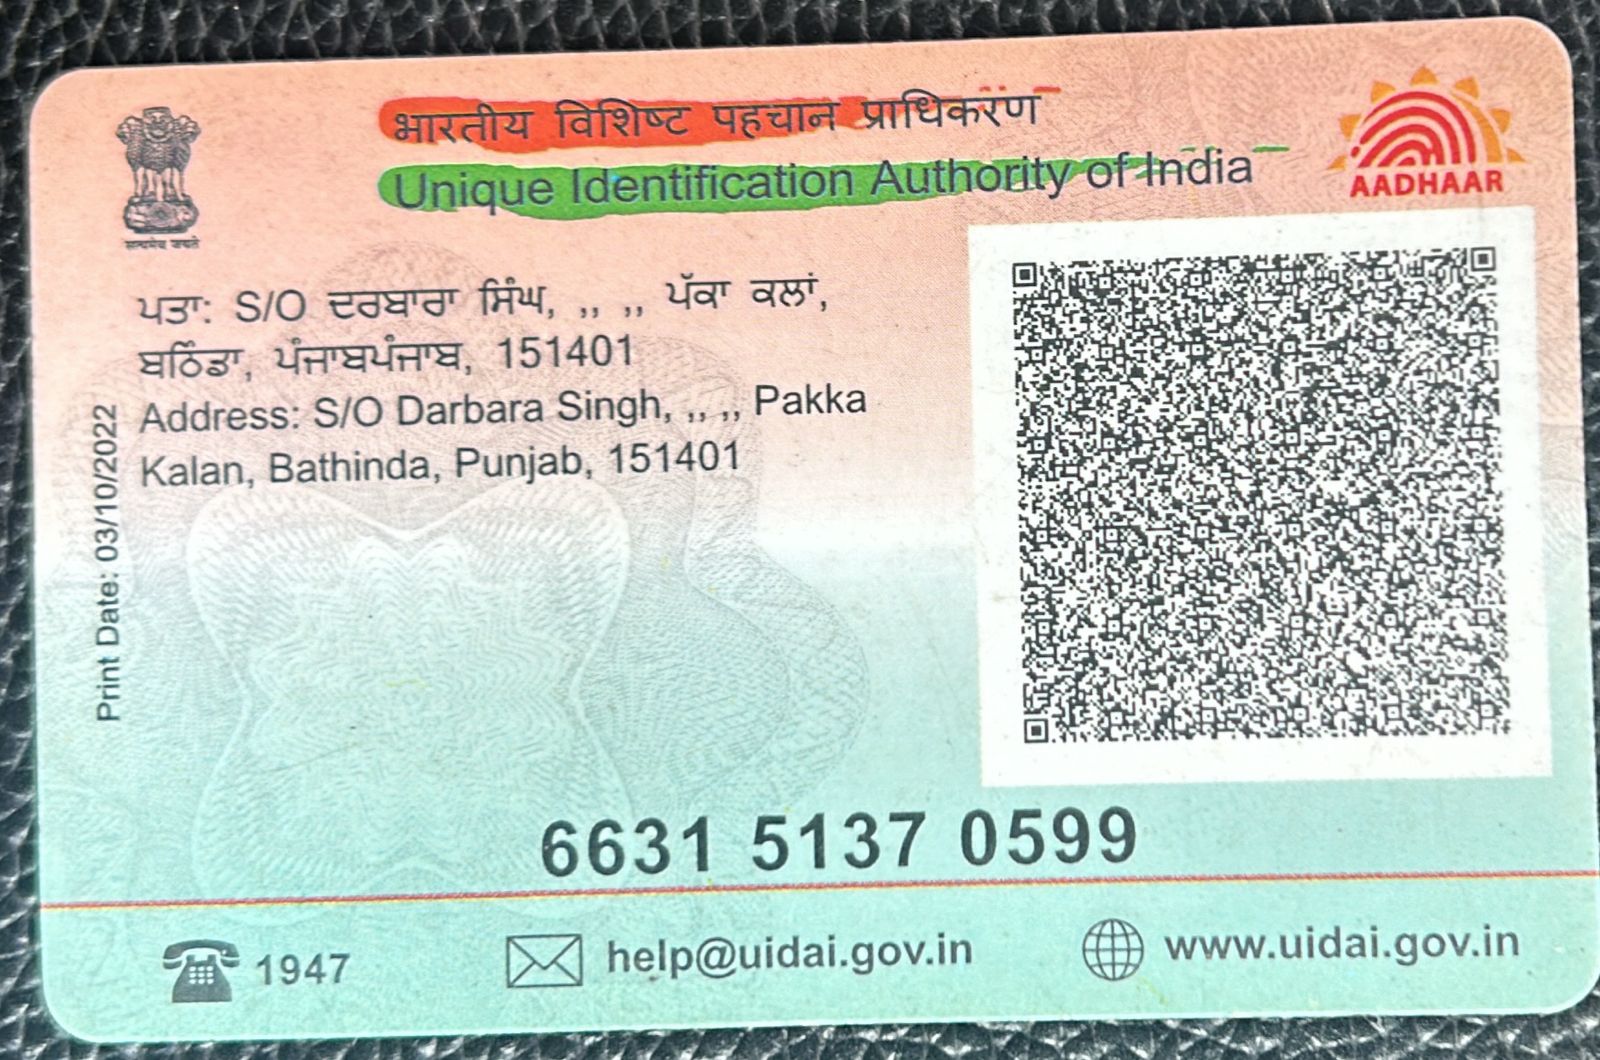 भारतीय विशिष्ट पहचान प्राधिकरण
Unique Identification Authority of India
AADHAAR
सत्यमेव जयते
ਪਤਾ: S/O ਦਰਬਾਰਾ ਸਿੰਘ, ,, ,, ਪੱਕਾ ਕਲਾਂ,
ਬਠਿੰਡਾ, ਪੰਜਾਬਪੰਜਾਬ, 151401
Address: S/O Darbara Singh, ,, ,, Pakka
Kalan, Bathinda, Punjab, 151401
Print Date: 03/10/2022
6631 5137 0599
1947
help@uidai.gov.in
www.uidai.gov.in